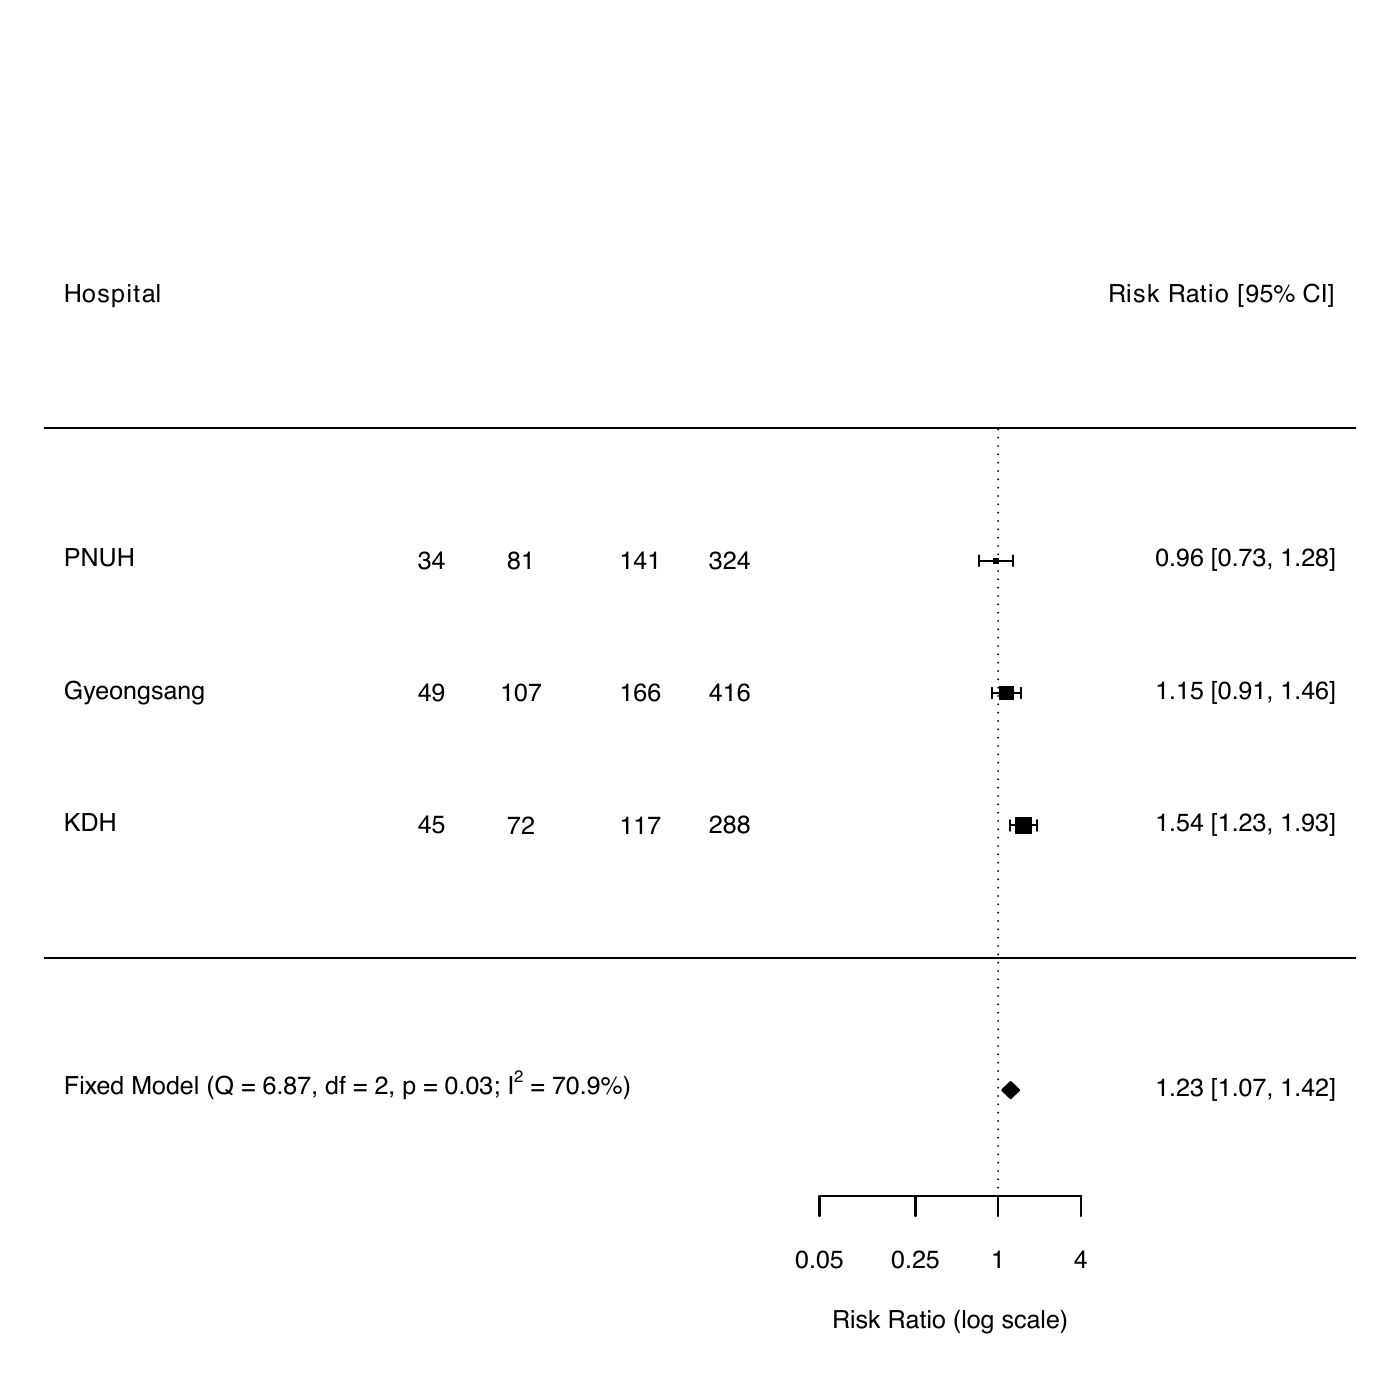 Hospital Risk Ratio [95% CI]
PNUH 34 81 141 324 0.96 [0.73, 1.28]
Gyeongsang 49 107 166 416 1.15 [0.91, 1.46]
KDH 45 72 117 288 1.54 [1.23, 1.93]
Fixed Model (Q = 6.87, df = 2, p = 0.03; I² = 70.9%) 1.23 [1.07, 1.42]
0.05 0.25 1 4
Risk Ratio (log scale)